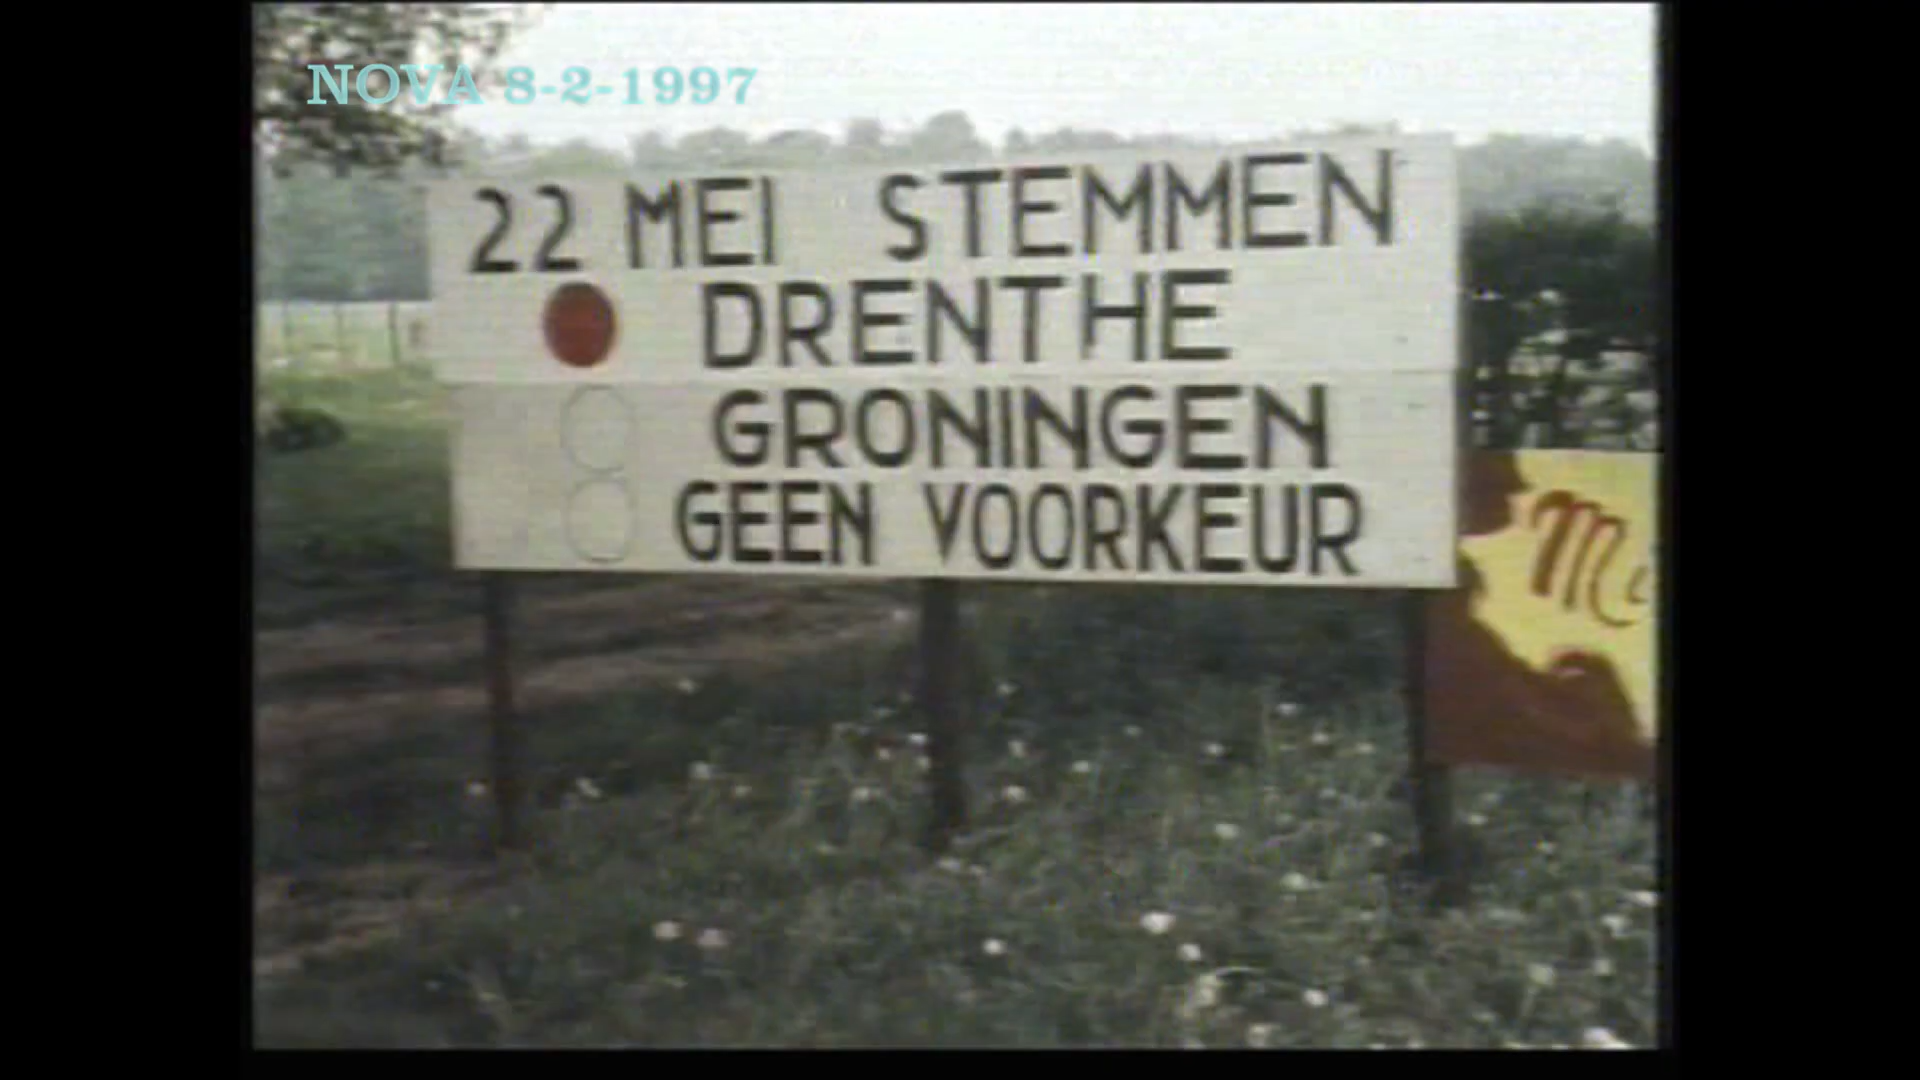 NOVA 8-2-1997
22 MEI STEMMEN
DRENTHE
GRONINGEN
GEEN VOORKEUR